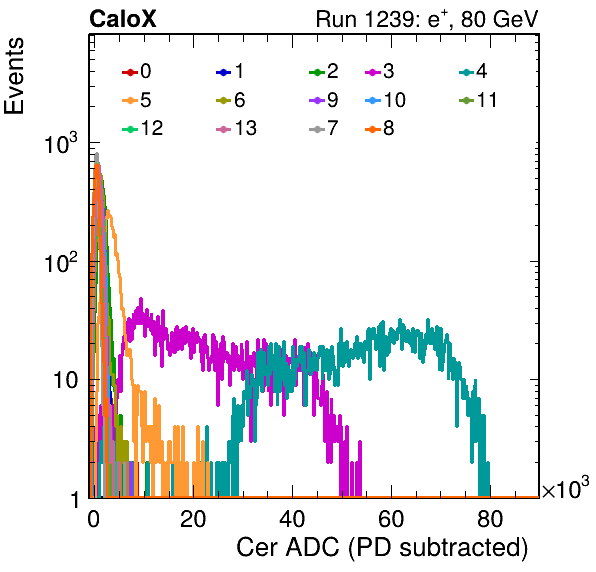 CaloX Run 1239: e⁺, 80 GeV
Events
0 1 2 3 4
5 6 9 10 11
12 13 7 8
10³
10²
10
1
0 20 40 60 80 ×10³
Cer ADC (PD subtracted)